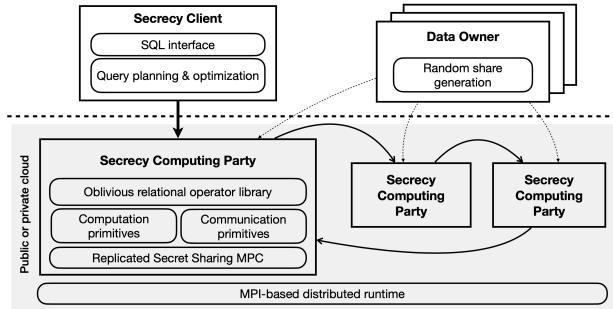 Secrecy Client
SQL interface
Query planning & optimization
Data Owner
Random share
generation
Public or private cloud
Secrecy Computing Party
Oblivious relational operator library
Computation
primitives
Communication
primitives
Replicated Secret Sharing MPC
Secrecy
Computing
Party
Secrecy
Computing
Party
MPI-based distributed runtime